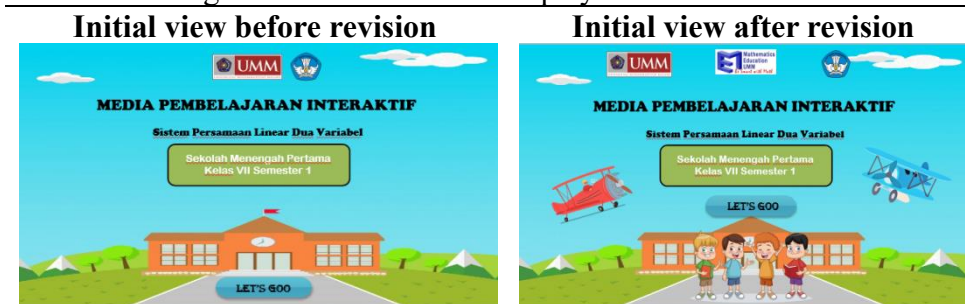 Initial view before revision
Initial view after revision
UMM
MEDIA PEMBELAJARAN INTERAKTIF
Sistem Persamaan Linear Dua Variabel
Sekolah Menengah Pertama
Kelas VII Semester 1
LET'S GOO
UMM
Mathematics
Education
UMM
MEDIA PEMBELAJARAN INTERAKTIF
Sistem Persamaan Linear Dua Variabel
Sekolah Menengah Pertama
Kelas VII Semester 1
LET'S GOO